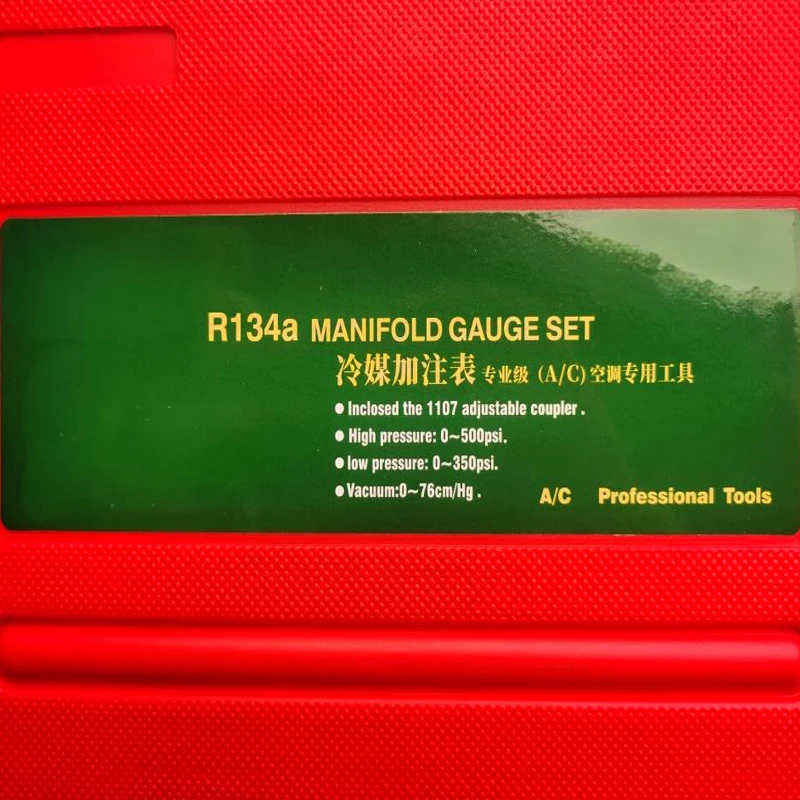 R134a MANIFOLD GAUGE SET
冷媒加注表 专业级 (A/C) 空调专用工具
● Inclosed the 1107 adjustable coupler .
● High pressure: 0~500psi.
● low pressure: 0~350psi.
● Vacuum:0~76cm/Hg .
A/C Professional Tools